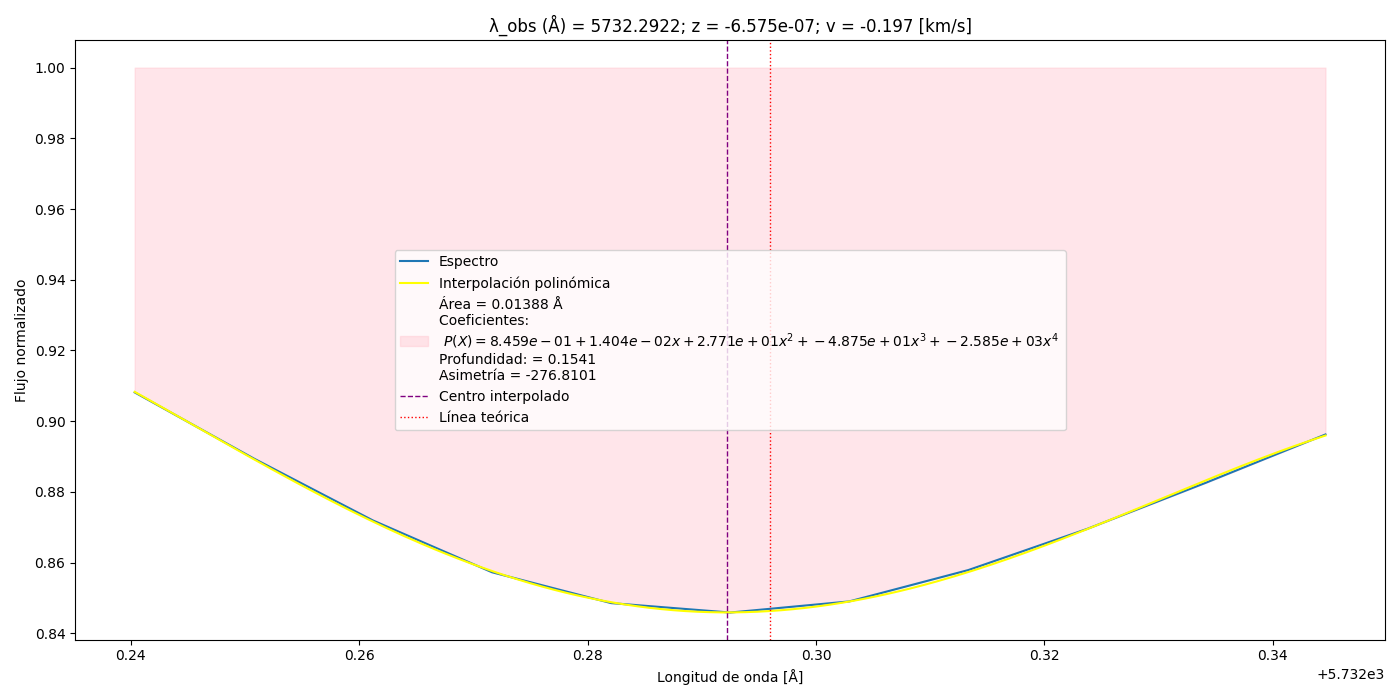 λ_obs (Å) = 5732.2922; z = -6.575e-07; v = -0.197 [km/s]
Flujo normalizado
1.00
0.98
0.96
0.94
0.92
0.90
0.88
0.86
0.84
Espectro
Interpolación polinómica
Área = 0.01388 Å
Coeficientes:
P(X) = 8.459e − 01 + 1.404e − 02x + 2.771e + 01x² + −4.875e + 01x³ + −2.585e + 03x⁴
Profundidad: = 0.1541
Asimetría = -276.8101
Centro interpolado
Línea teórica
0.24 0.26 0.28 0.30 0.32 0.34
+5.732e3
Longitud de onda [Å]